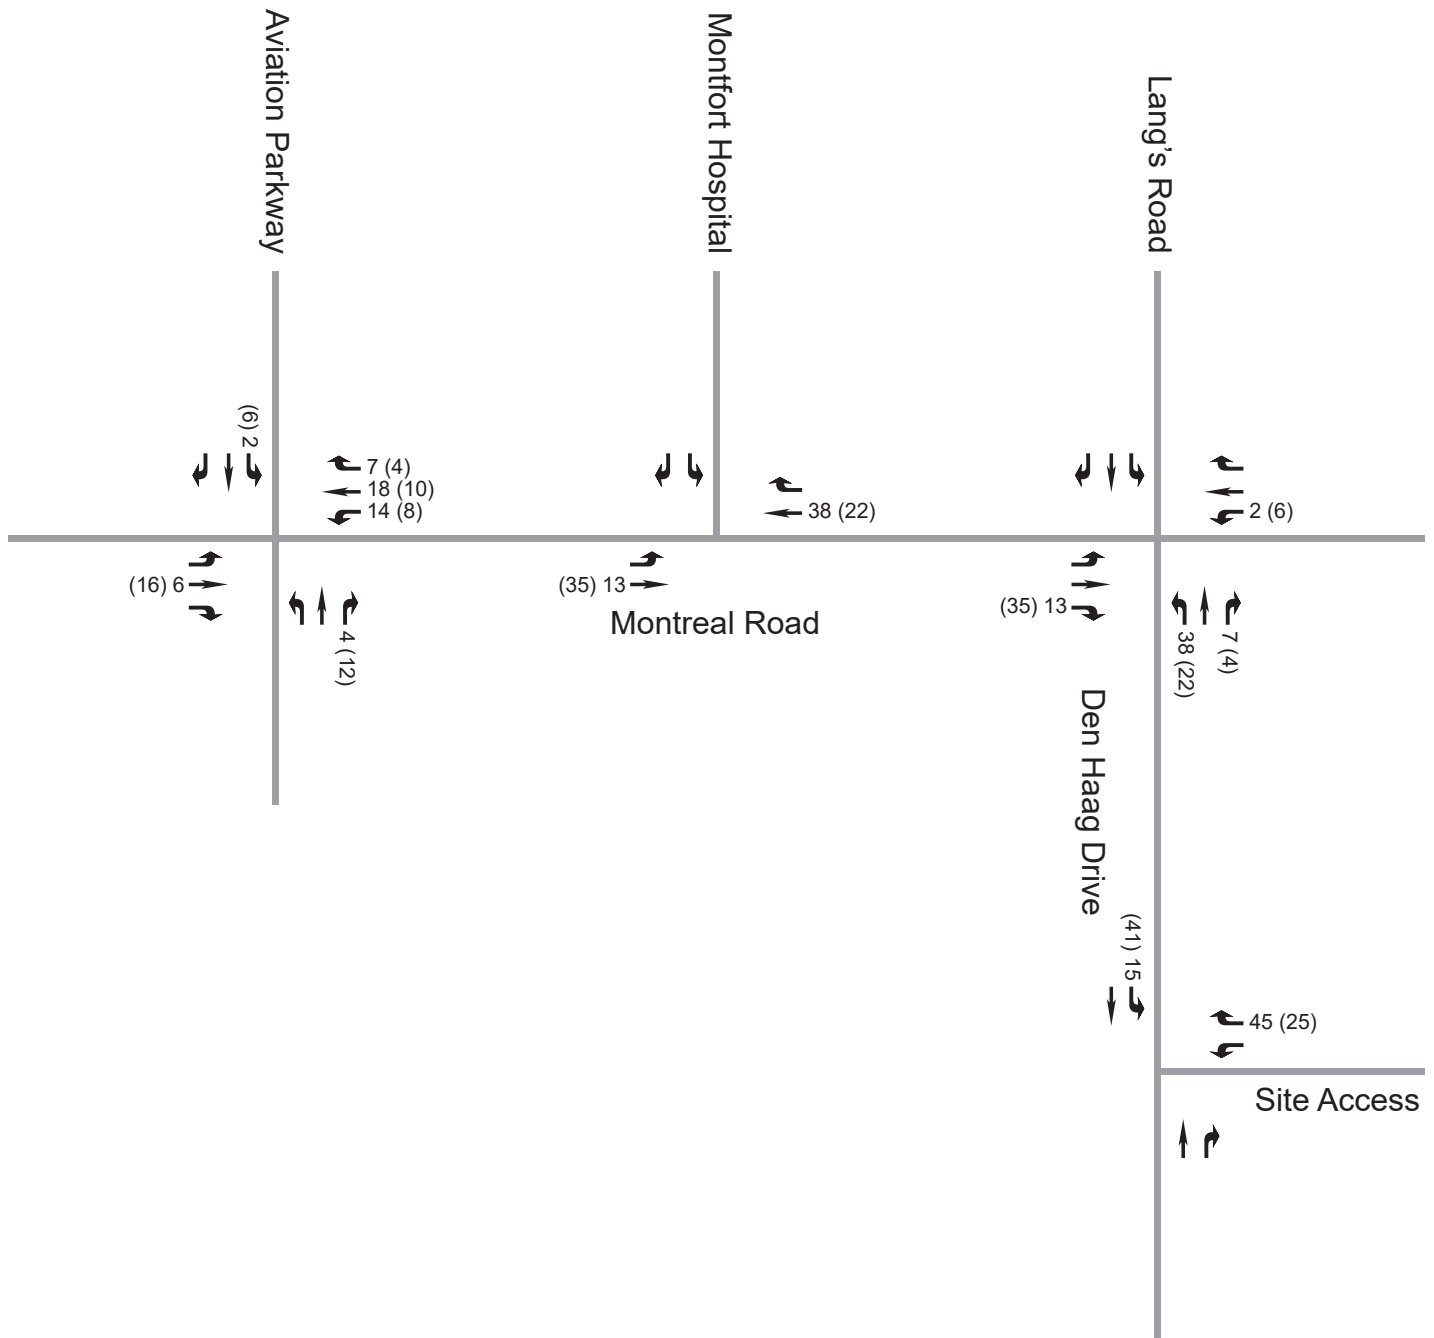 Aviation Parkway
Montfort Hospital
Lang's Road
(6) 2
7 (4)
18 (10)
14 (8)
38 (22)
2 (6)
(16) 6
4 (12)
(35) 13
Montreal Road
(35) 13
38 (22)
7 (4)
Den Haag Drive
(41) 15
45 (25)
Site Access